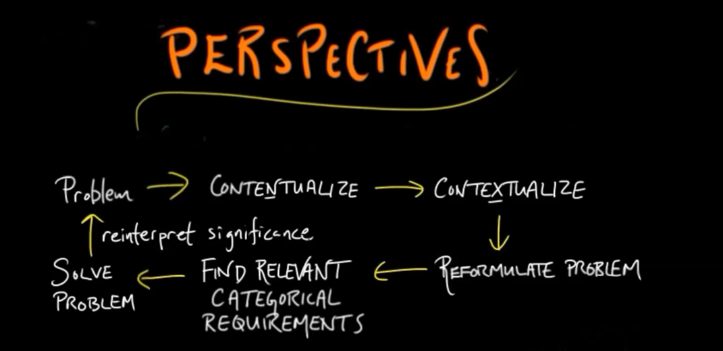 PERSPECTIVES
Problem → CONTENTUALIZE → CONTEXTUALIZE
reinterpret significance
SOLVE ← FIND RELEVANT ← REFORMULATE PROBLEM
PROBLEM CATEGORICAL
REQUIREMENTS